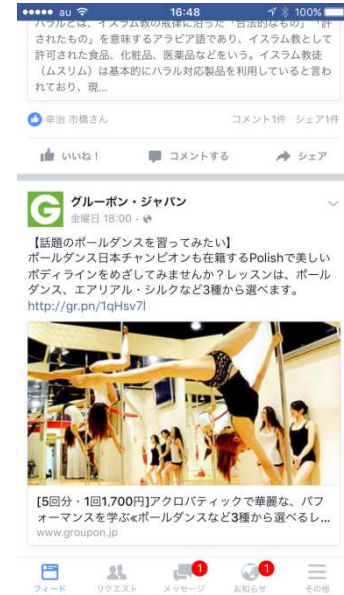 au 16:48 100%
ハラルとは、イスラム教の戒律に沿った「合法的なもの」「許
されたもの」を意味するアラビア語であり、イスラム教として
許可された食品、化粧品、医薬品などをいう。イスラム教徒
（ムスリム）は基本的にハラル対応製品を利用していると言わ
れており、現...
幸治 市橋さん コメント1件 シェア1件
いいね！ コメントする シェア
G グルーポン・ジャパン
金曜日 18:00 ·
【話題のポールダンスを習ってみたい】
ポールダンス日本チャンピオンも在籍するPolishで美しい
ボディラインをめざしてみませんか？レッスンは、ポール
ダンス、エアリアル・シルクなど3種から選べます。
http://gr.pn/1qHsv7l
[5回分・1回1,700円]アクロバティックで華麗な、パフ
ォーマンスを学ぶ≪ポールダンスなど3種から選べるレ...
www.groupon.jp
1 1
フィード リクエスト メッセージ お知らせ その他